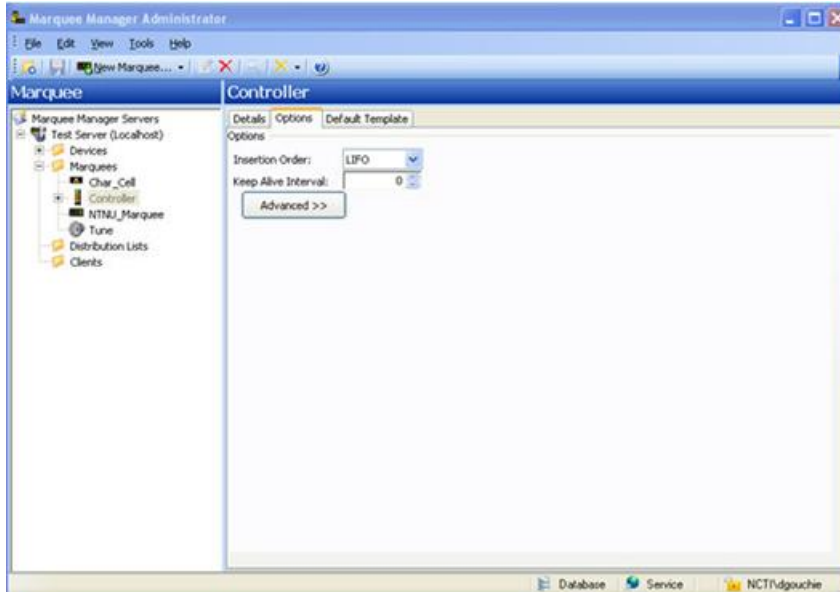 Marquee Manager Administrator
File Edit View Tools Help
New Marquee...
Marquee
Controller
Marquee Manager Servers
Test Server (Localhost)
Devices
Marquees
Char_Cell
Controller
NTNU_Marquee
Tune
Distribution Lists
Clients
Details Options Default Template
Options
Insertion Order: LIFO
Keep Alive Interval: 0
Advanced >>
Database Service NCTI\dgouchie